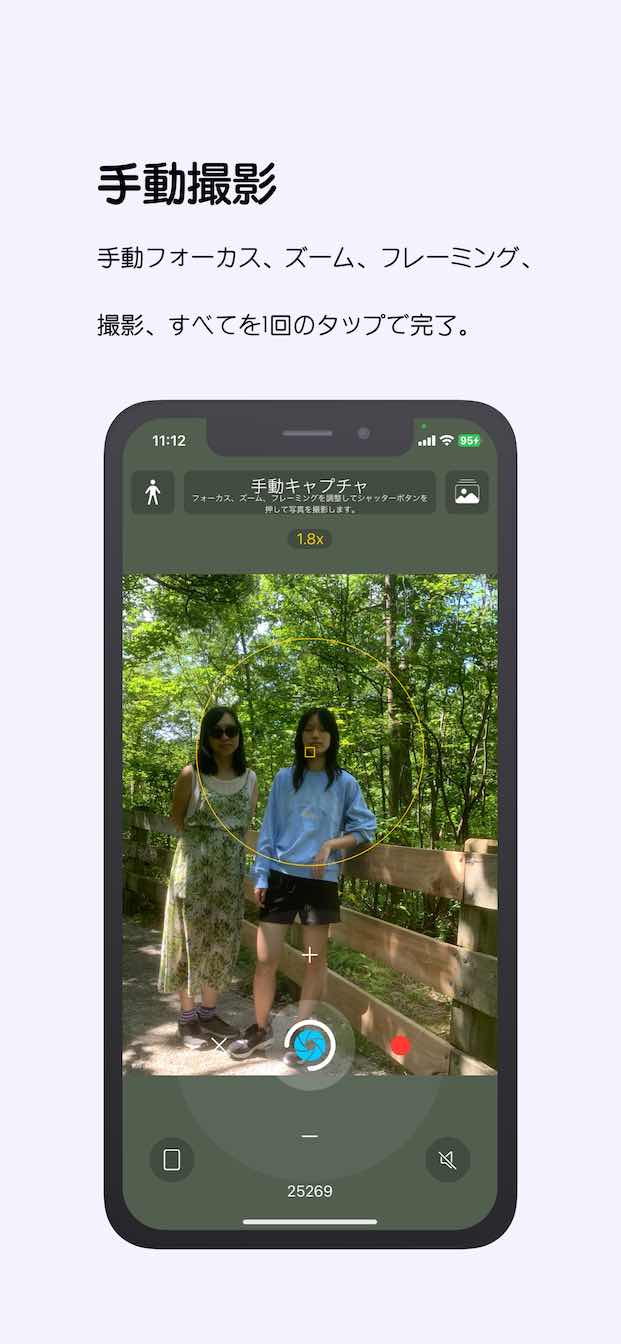 手動撮影
手動フォーカス、ズーム、フレーミング、
撮影、すべてを1回のタップで完了。
11:12
95
手動キャプチャ
フォーカス、ズーム、フレーミングを調整してシャッターボタンを
押して写真を撮影します。
1.8x
25269